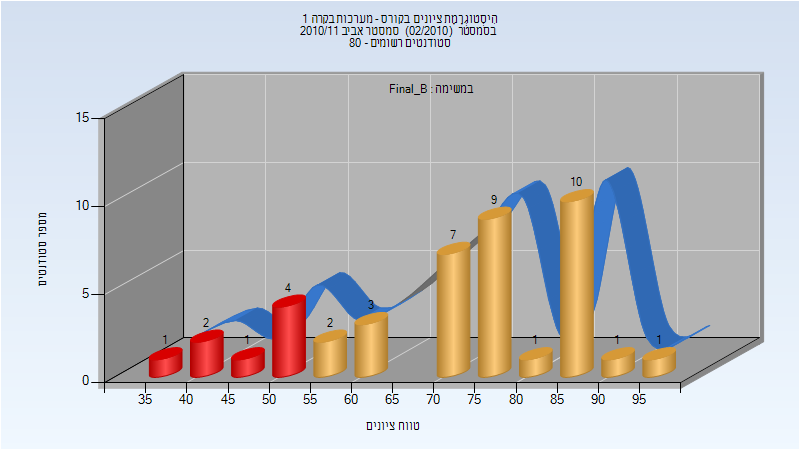 היסטוגרמת ציונים בקורס - מערכות בקרה 1
בסמסטר (02/2010) סמסטר אביב 2010/11
סטודנטים רשומים - 80
במשימה : Final_B
15
10
5
0
מספר סטודנטים
1
2
1
4
2
3
7
9
1
10
1
1
35 40 45 50 55 60 65 70 75 80 85 90 95
טווח ציונים